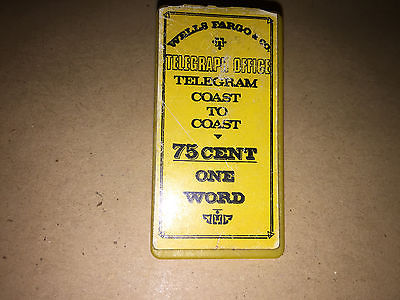 WELLS FARGO & CO.
TELEGRAPH OFFICE
TELEGRAM
COAST
TO
COAST
75 CENT
ONE
WORD